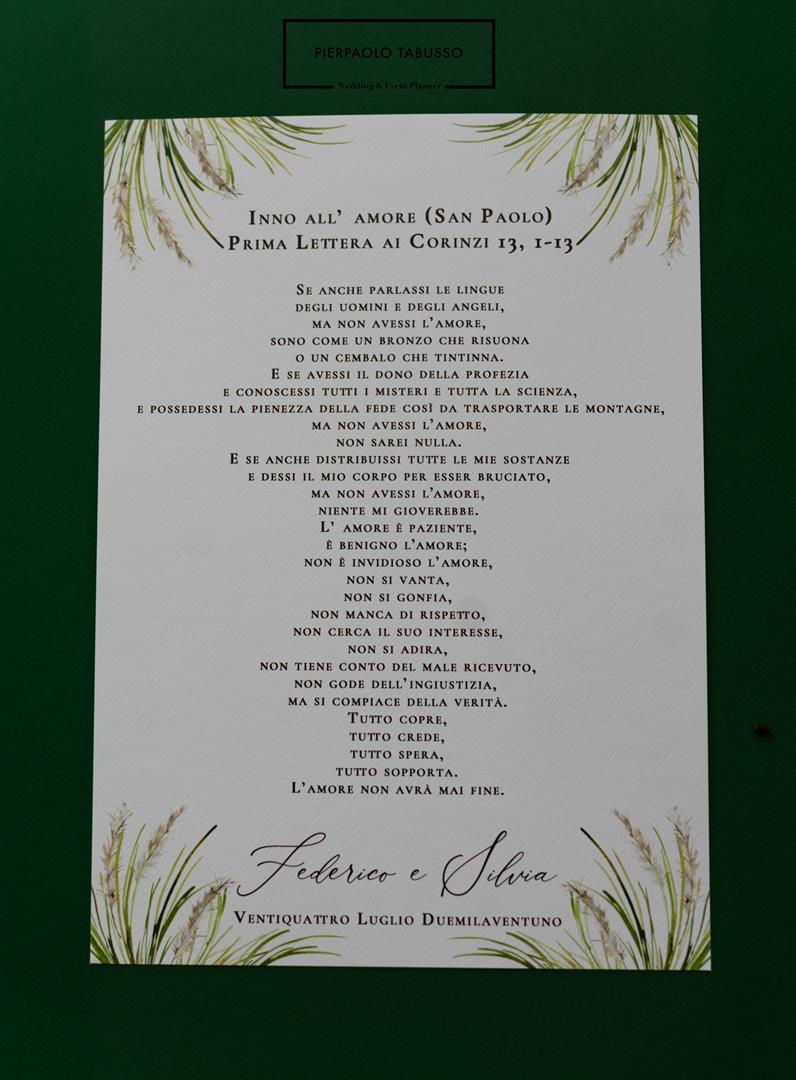 PIERPAOLO TABUSSO
Wedding & Event Planner
Inno all' amore (San Paolo)
Prima Lettera ai Corinzi 13, 1-13
Se anche parlassi le lingue
degli uomini e degli angeli,
ma non avessi l'amore,
sono come un bronzo che risuona
o un cembalo che tintinna.
E se avessi il dono della profezia
e conoscessi tutti i misteri e tutta la scienza,
e possedessi la pienezza della fede così da trasportare le montagne,
ma non avessi l'amore,
non sarei nulla.
E se anche distribuissi tutte le mie sostanze
e dessi il mio corpo per esser bruciato,
ma non avessi l'amore,
niente mi gioverebbe.
L' amore è paziente,
è benigno l'amore;
non è invidioso l'amore,
non si vanta,
non si gonfia,
non manca di rispetto,
non cerca il suo interesse,
non si adira,
non tiene conto del male ricevuto,
non gode dell'ingiustizia,
ma si compiace della verità.
Tutto copre,
tutto crede,
tutto spera,
tutto sopporta.
L'amore non avrà mai fine.
Federico e Silvia
Ventiquattro Luglio Duemilaventuno